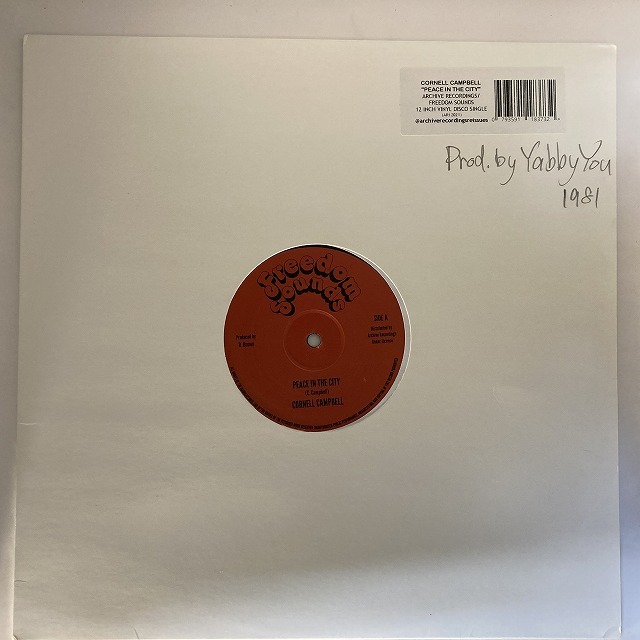 CORNELL CAMPBELL
"PEACE IN THE CITY"
ARCHIVE RECORDINGS/
FREEDOM SOUNDS
12 INCH VINYL DISCO SINGLE
@archiverecordingsreissues
Prod. by Yabby You
1981
Freedom
Sounds
SIDE A
Produced by
PEACE IN THE CITY
(C. Campbell)
CORNELL CAMPBELL